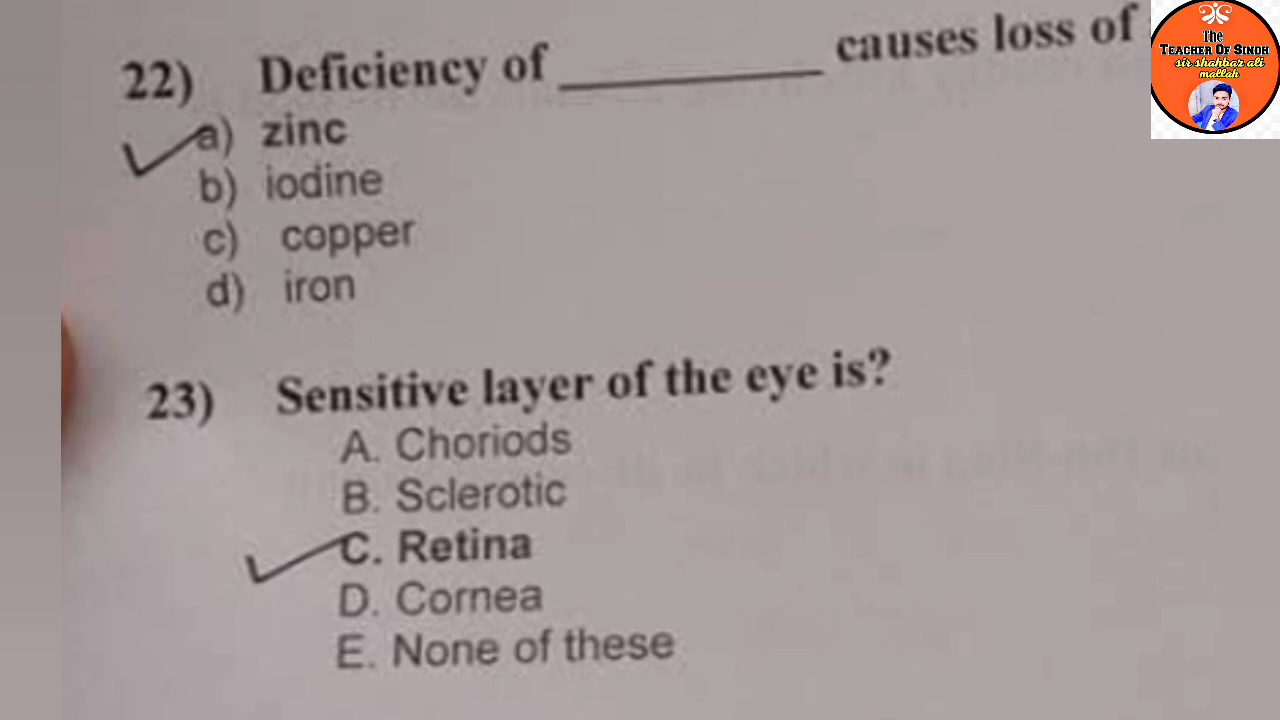 The
TEACHER OF SINDH
sir shahbaz ali
mallah
22) Deficiency of ________ causes loss of
a) zinc
b) iodine
c) copper
d) iron
23) Sensitive layer of the eye is?
A. Choriods
B. Sclerotic
C. Retina
D. Cornea
E. None of these